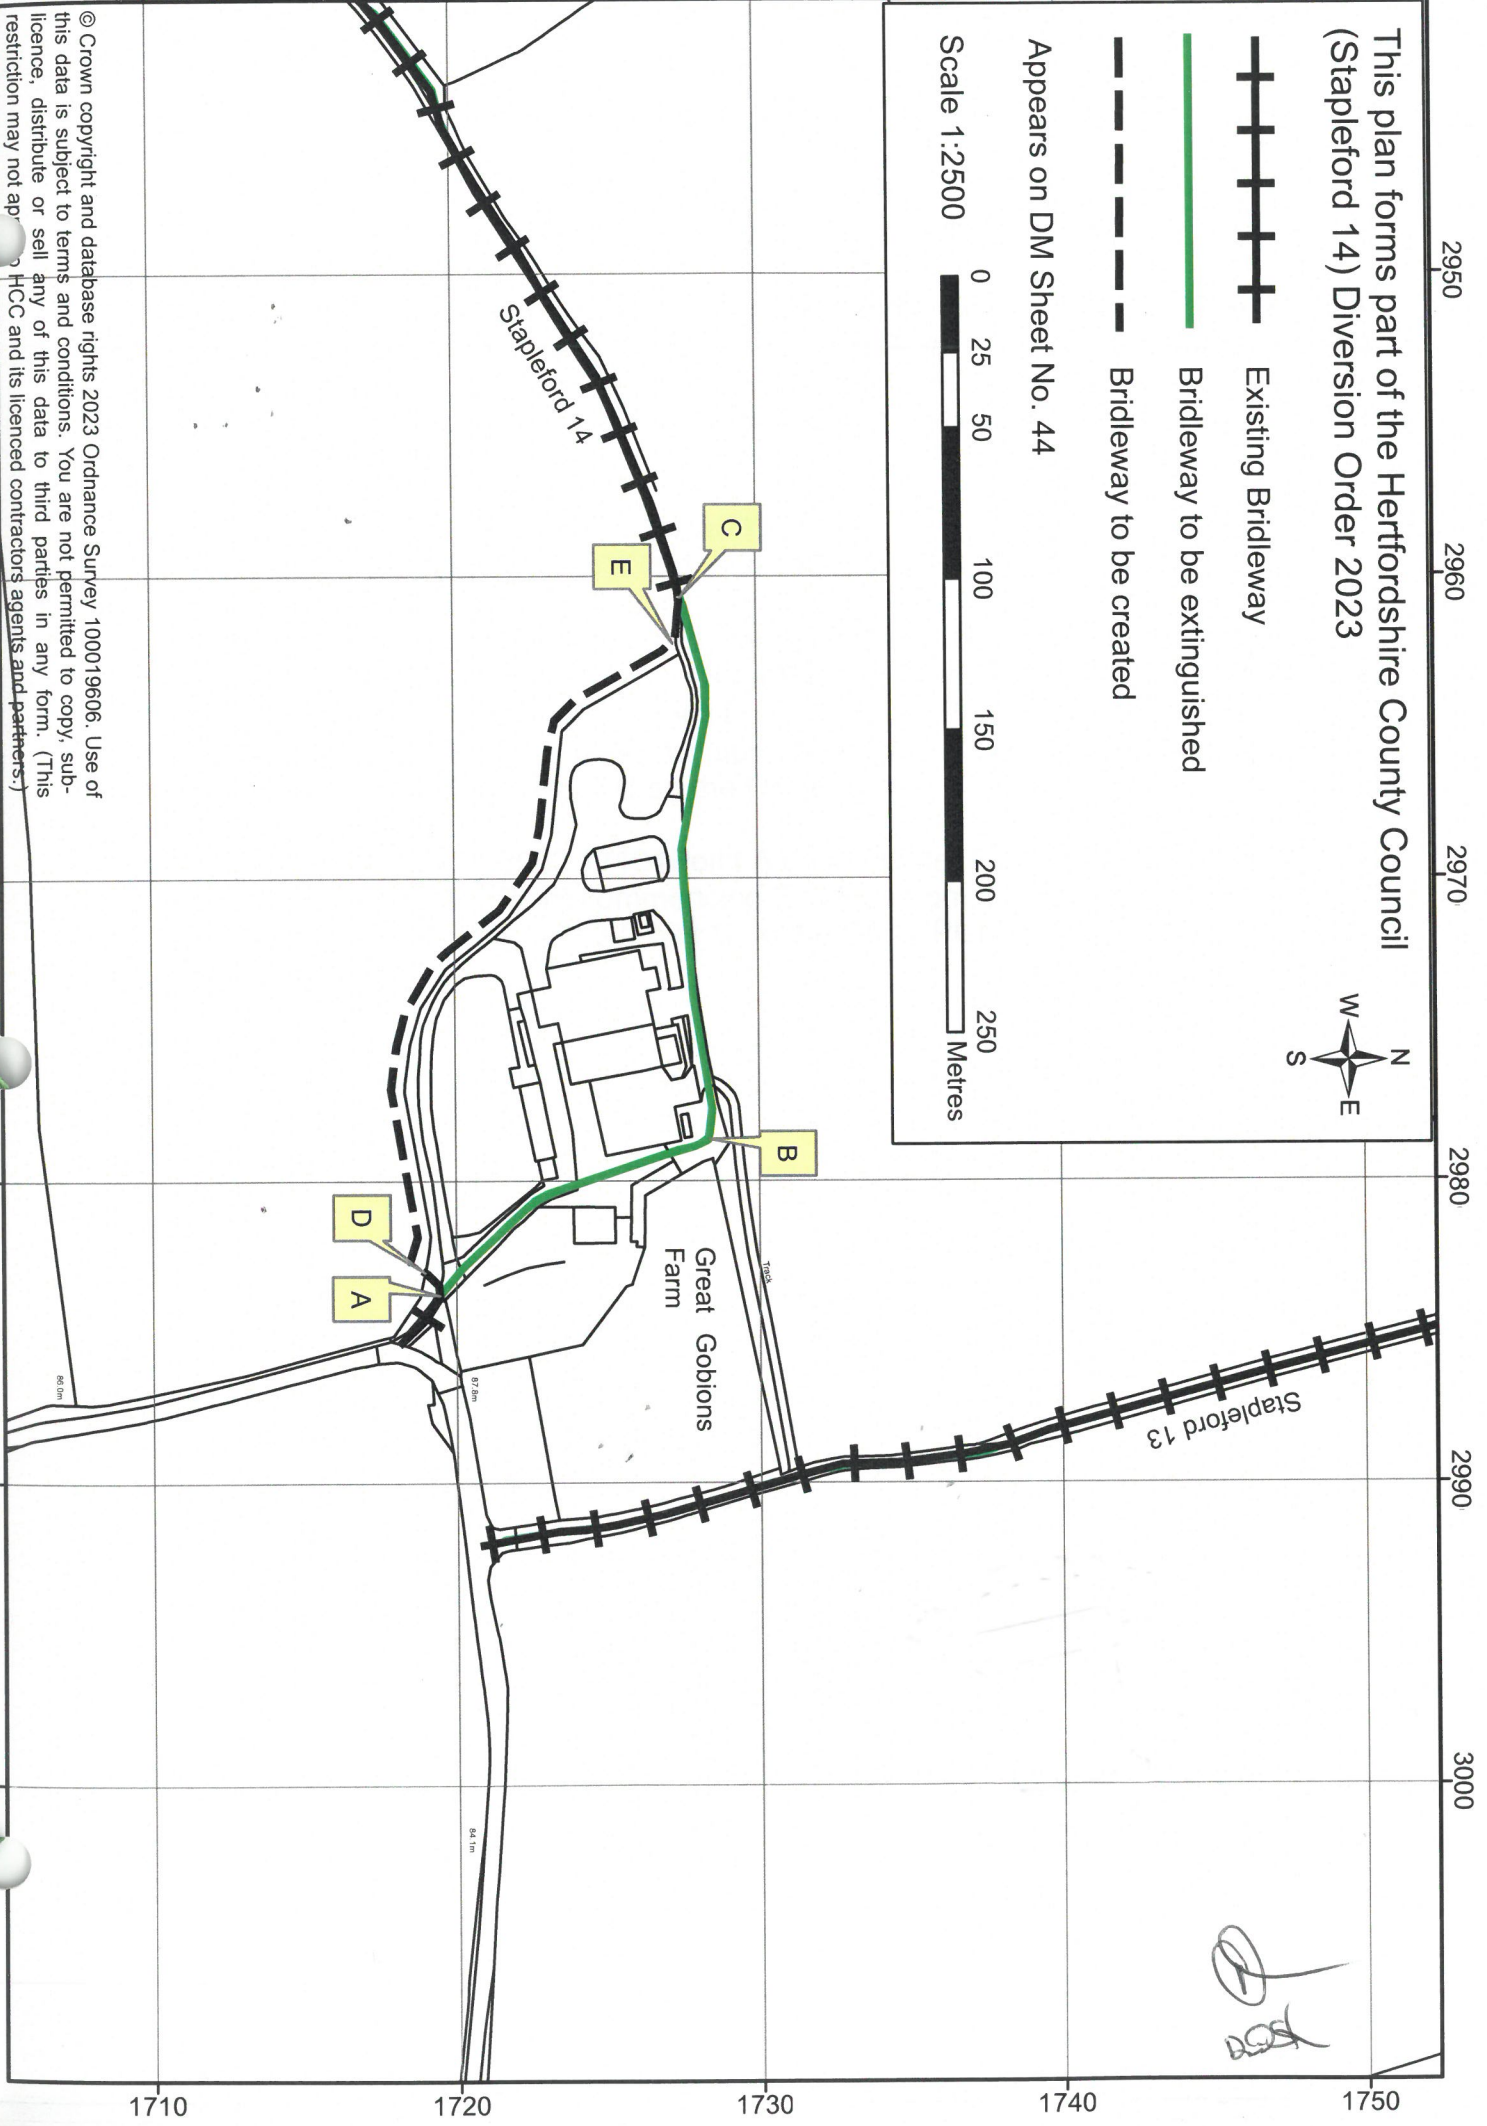 This plan forms part of the Hertfordshire County Council
(Stapleford 14) Diversion Order 2023
N
W
E
S
Existing Bridleway
Bridleway to be extinguished
Bridleway to be created
Appears on DM Sheet No. 44
Scale 1:2500
0 25 50 100 150 200 250
Metres
2950
2960
2970
2980
2990
3000
1750
1740
1730
1720
1710
Stapleford 13
Stapleford 14
Track
Great Gobions
Farm
C
E
B
D
A
87.8m
84.1m
86.0m
© Crown copyright and database rights 2023 Ordnance Survey 100019606. Use of
this data is subject to terms and conditions. You are not permitted to copy, sub-
licence, distribute or sell any of this data to third parties in any form. (This
restriction may not HCC and its licenced contractors agents and partners.)